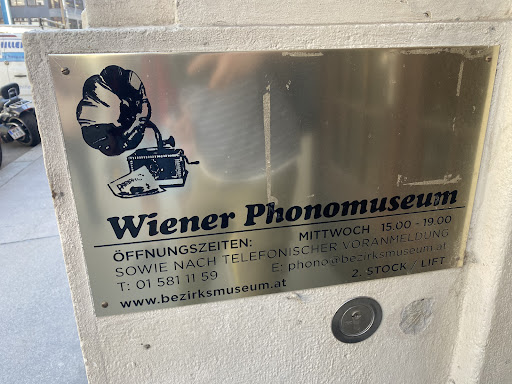 Wiener Phonomuseum
ÖFFNUNGSZEITEN: MITTWOCH 15.00 - 19.00
SOWIE NACH TELEFONISCHER VORANMELDUNG
T: 01 581 11 59 E: phono@bezirksmuseum.at
www.bezirksmuseum.at 2. STOCK / LIFT